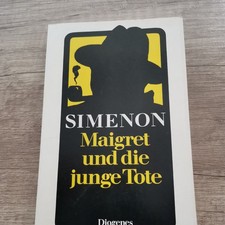 SIMENON
Maigret
und die
junge Tote
Diogenes